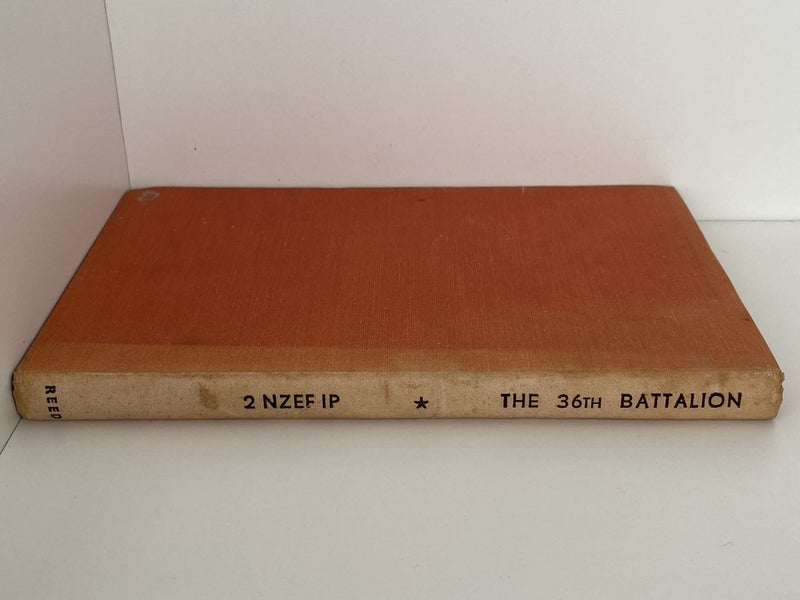 REED
2 NZEF IP ★ THE 36TH BATTALION